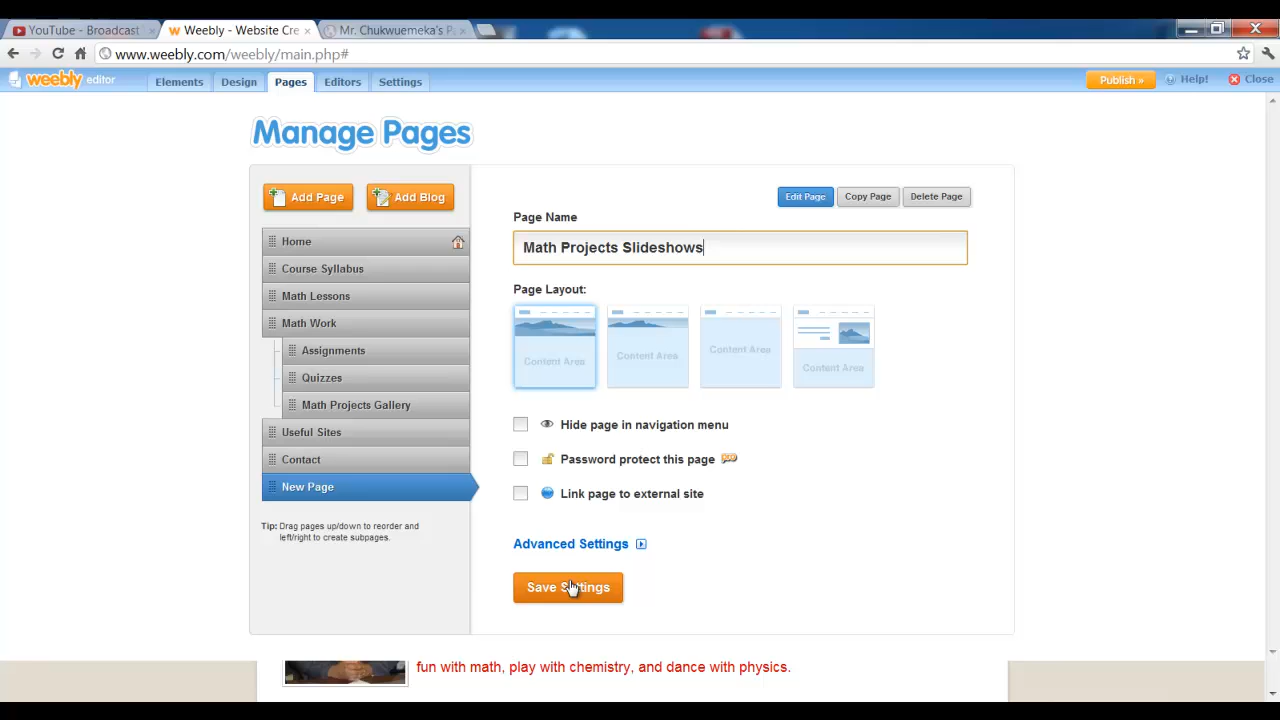 YouTube - Broadcast
Weebly - Website Cre
Mr. Chukwuemeka's P
www.weebly.com/weebly/main.php#
weebly editor
Elements
Design
Pages
Editors
Settings
Publish »
Help!
Close
Manage Pages
Add Page
Add Blog
Edit Page
Copy Page
Delete Page
Home
Course Syllabus
Math Lessons
Math Work
Assignments
Quizzes
Math Projects Gallery
Useful Sites
Contact
New Page
Tip: Drag pages up/down to reorder and
left/right to create subpages.
Page Name
Math Projects Slideshows
Page Layout:
Content Area
Content Area
Content Area
Content Area
Hide page in navigation menu
Password protect this page
Link page to external site
Advanced Settings
Save Settings
fun with math, play with chemistry, and dance with physics.